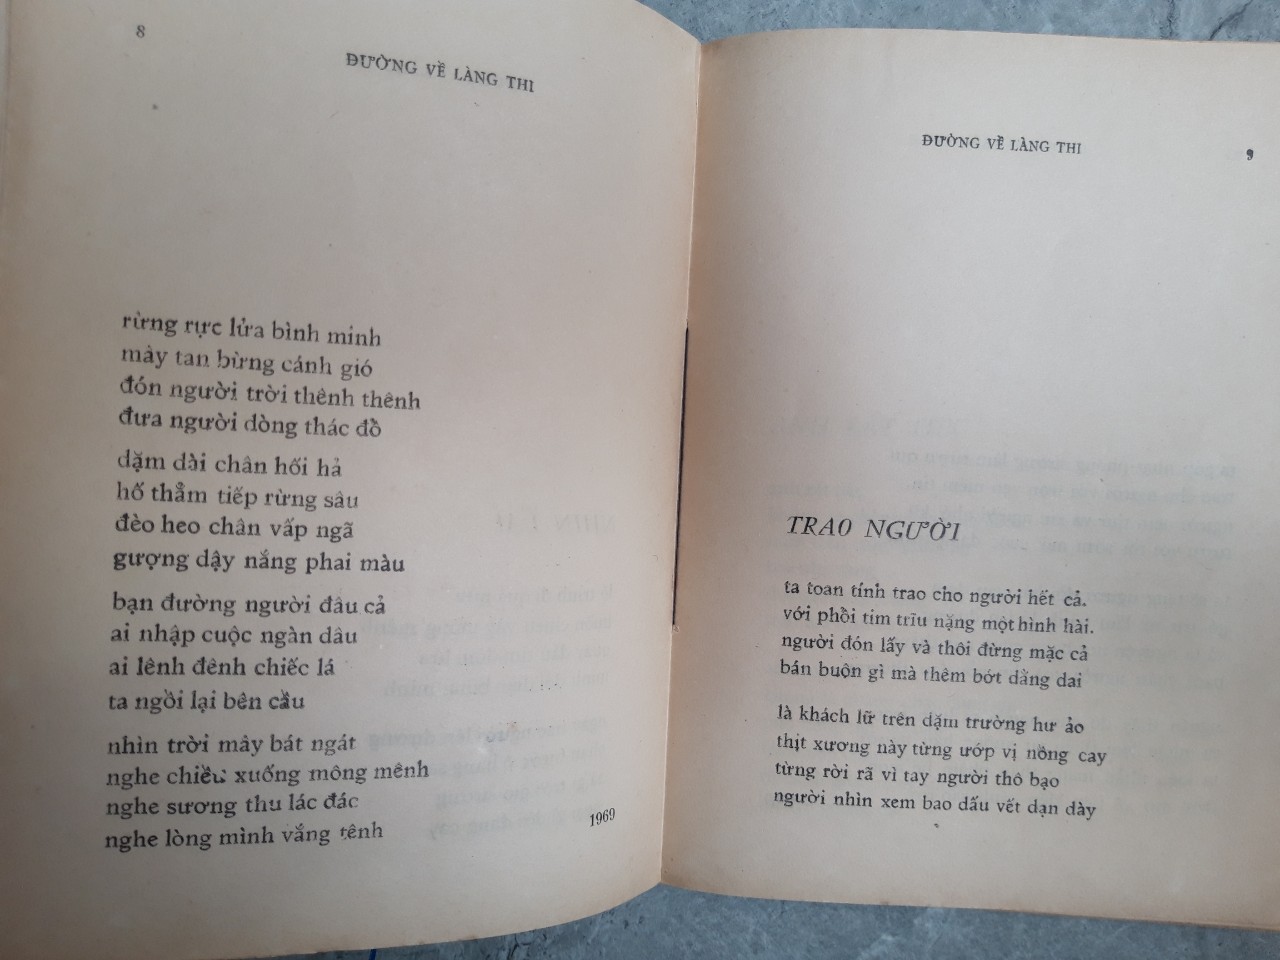 8
ĐƯỜNG VỀ LÀNG THI
rừng rực lửa bình minh
mây tan bừng cánh gió
đón người trời thênh thênh
đưa người dòng thác đổ
dặm dài chân hối hả
hố thẳm tiếp rừng sâu
đèo heo chân vấp ngã
gượng dậy nắng phai màu
bạn đường người đâu cả
ai nhập cuộc ngàn dâu
ai lênh đênh chiếc lá
ta ngồi lại bên cầu
nhìn trời mây bát ngát
nghe chiều xuống mông mênh
nghe sương thu lác đác
nghe lòng mình vắng tênh
1969
ĐƯỜNG VỀ LÀNG THI
9
TRAO NGƯỜI
ta toan tính trao cho người hết cả.
với phồi tim trĩu nặng một hình hài.
người đón lấy và thôi đừng mặc cả
bán buộn gì mà thêm bớt dằng dai
là khách lữ trên dặm trường hư ảo
thịt xương này từng ướp vị nồng cay
từng rời rã vì tay người thô bạo
người nhìn xem bao dấu vết dạn dày